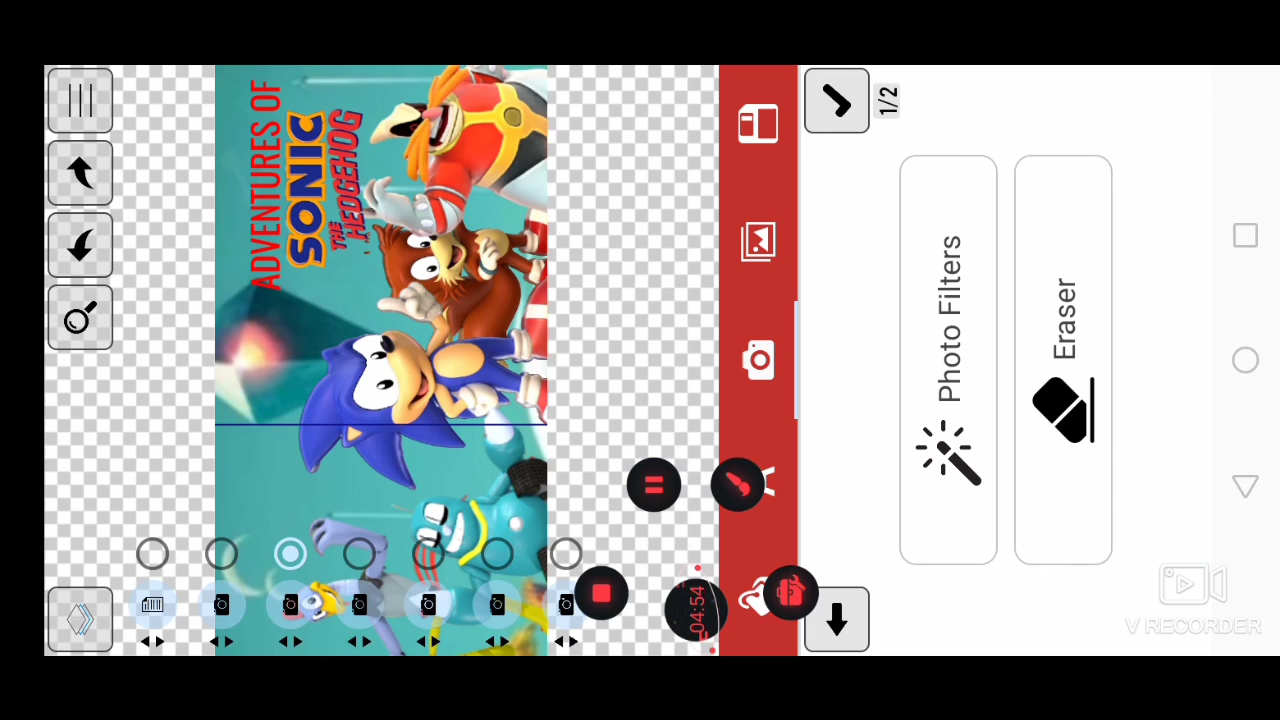 ADVENTURES OF
SONIC
THE
HEDGEHOG
1/2
Photo Filters
Eraser
04:54
V RECORDER